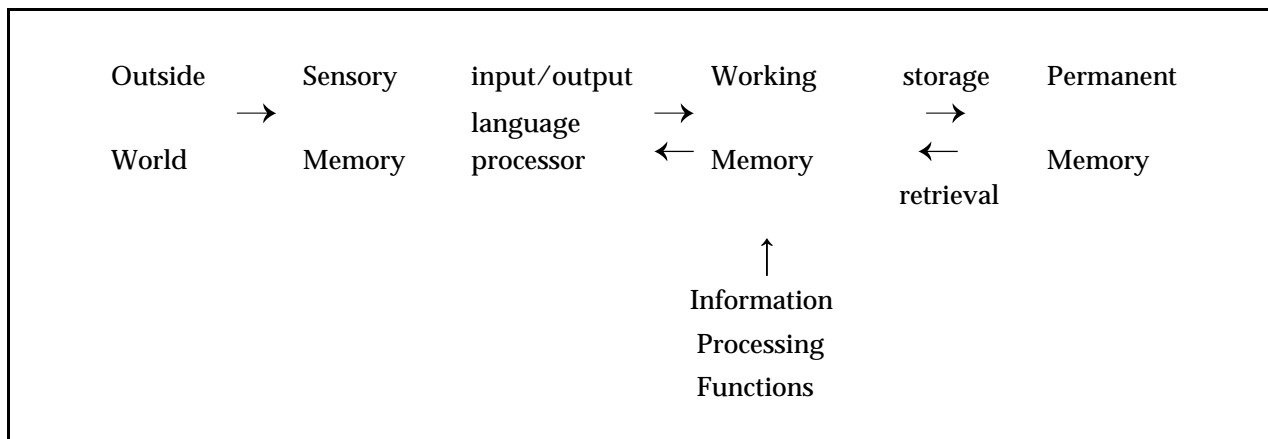 Outside Sensory input/output Working storage Permanent
→ language → →
World Memory processor ← Memory ← Memory
retrieval
↑
Information
Processing
Functions